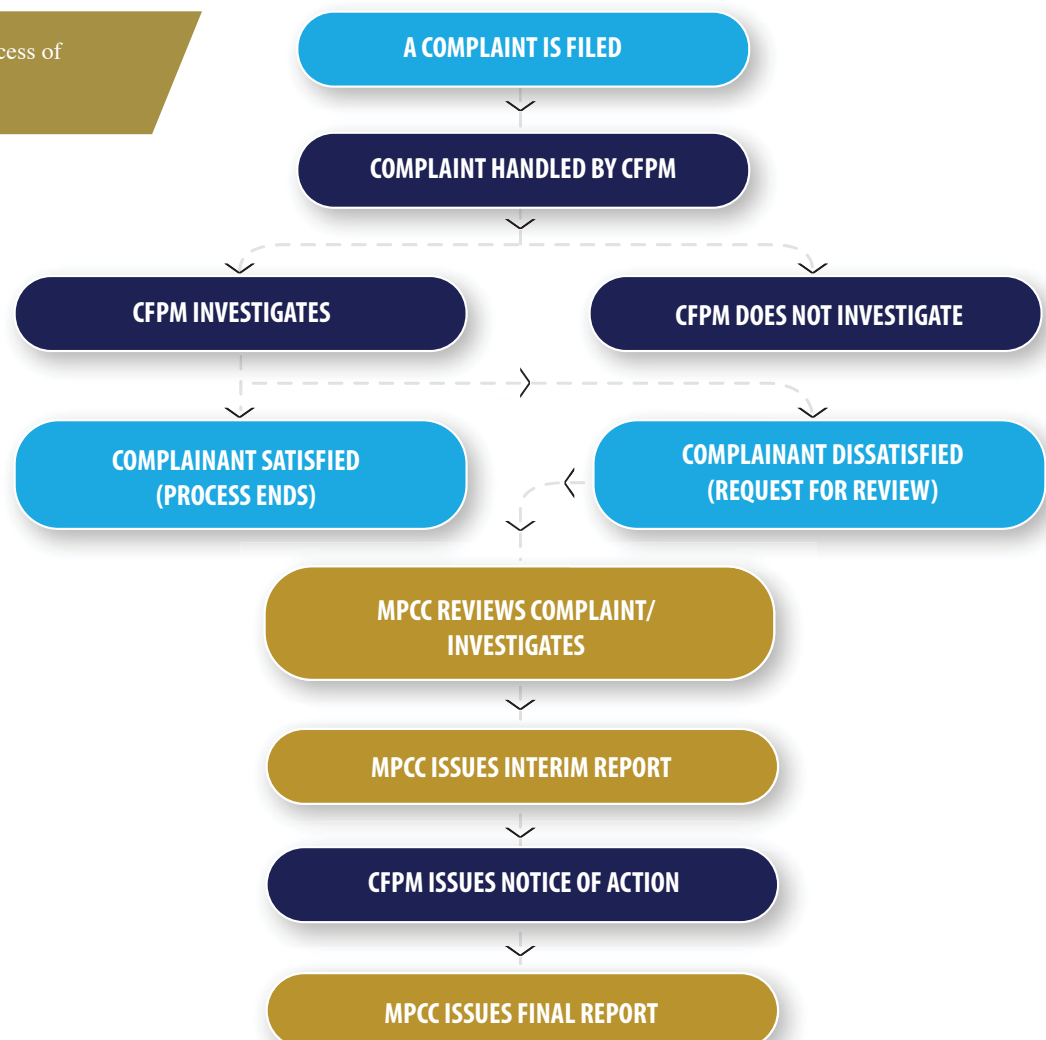 cess of
A COMPLAINT IS FILED
COMPLAINT HANDLED BY CFPM
CFPM INVESTIGATES
CFPM DOES NOT INVESTIGATE
COMPLAINANT SATISFIED
(PROCESS ENDS)
COMPLAINANT DISSATISFIED
(REQUEST FOR REVIEW)
MPCC REVIEWS COMPLAINT/
INVESTIGATES
MPCC ISSUES INTERIM REPORT
CFPM ISSUES NOTICE OF ACTION
MPCC ISSUES FINAL REPORT